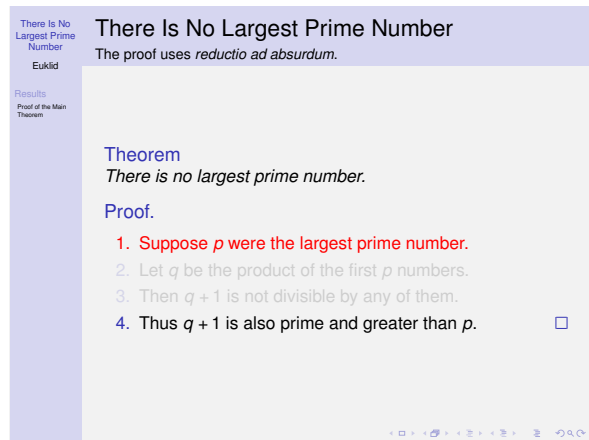 There Is No
Largest Prime
Number
Euklid
Results
Proof of the Main
Theorem
There Is No Largest Prime Number
The proof uses reductio ad absurdum.
Theorem
There is no largest prime number.
Proof.
1. Suppose p were the largest prime number.
2. Let q be the product of the first p numbers.
3. Then q + 1 is not divisible by any of them.
4. Thus q + 1 is also prime and greater than p. □